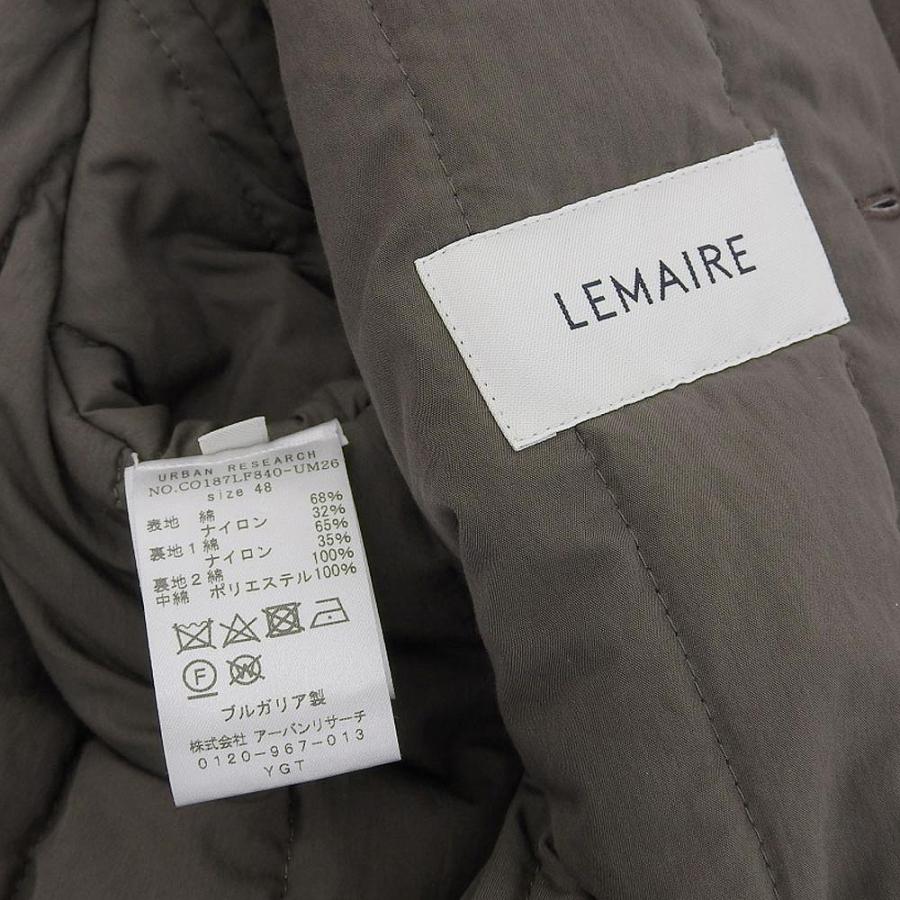 LEMAIRE
URBAN RESEARCH
NO.CO187LF840-UM26
size 48
表地 綿 68%
ナイロン 32%
裏地1 綿 65%
ナイロン 35%
裏地2 綿 100%
中綿 ポリエステル 100%
F W
ブルガリア製
株式会社 アーバンリサーチ
0120-967-013
YGT